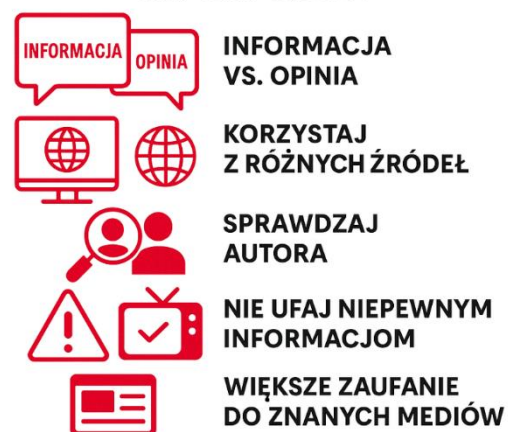 INFORMACJA
OPINIA
INFORMACJA
VS. OPINIA
KORZYSTAJ
Z RÓŻNYCH ŹRÓDEŁ
SPRAWDZAJ
AUTORA
NIE UFAJ NIEPEWNYM
INFORMACJOM
WIĘKSZE ZAUFANIE
DO ZNANYCH MEDIÓW